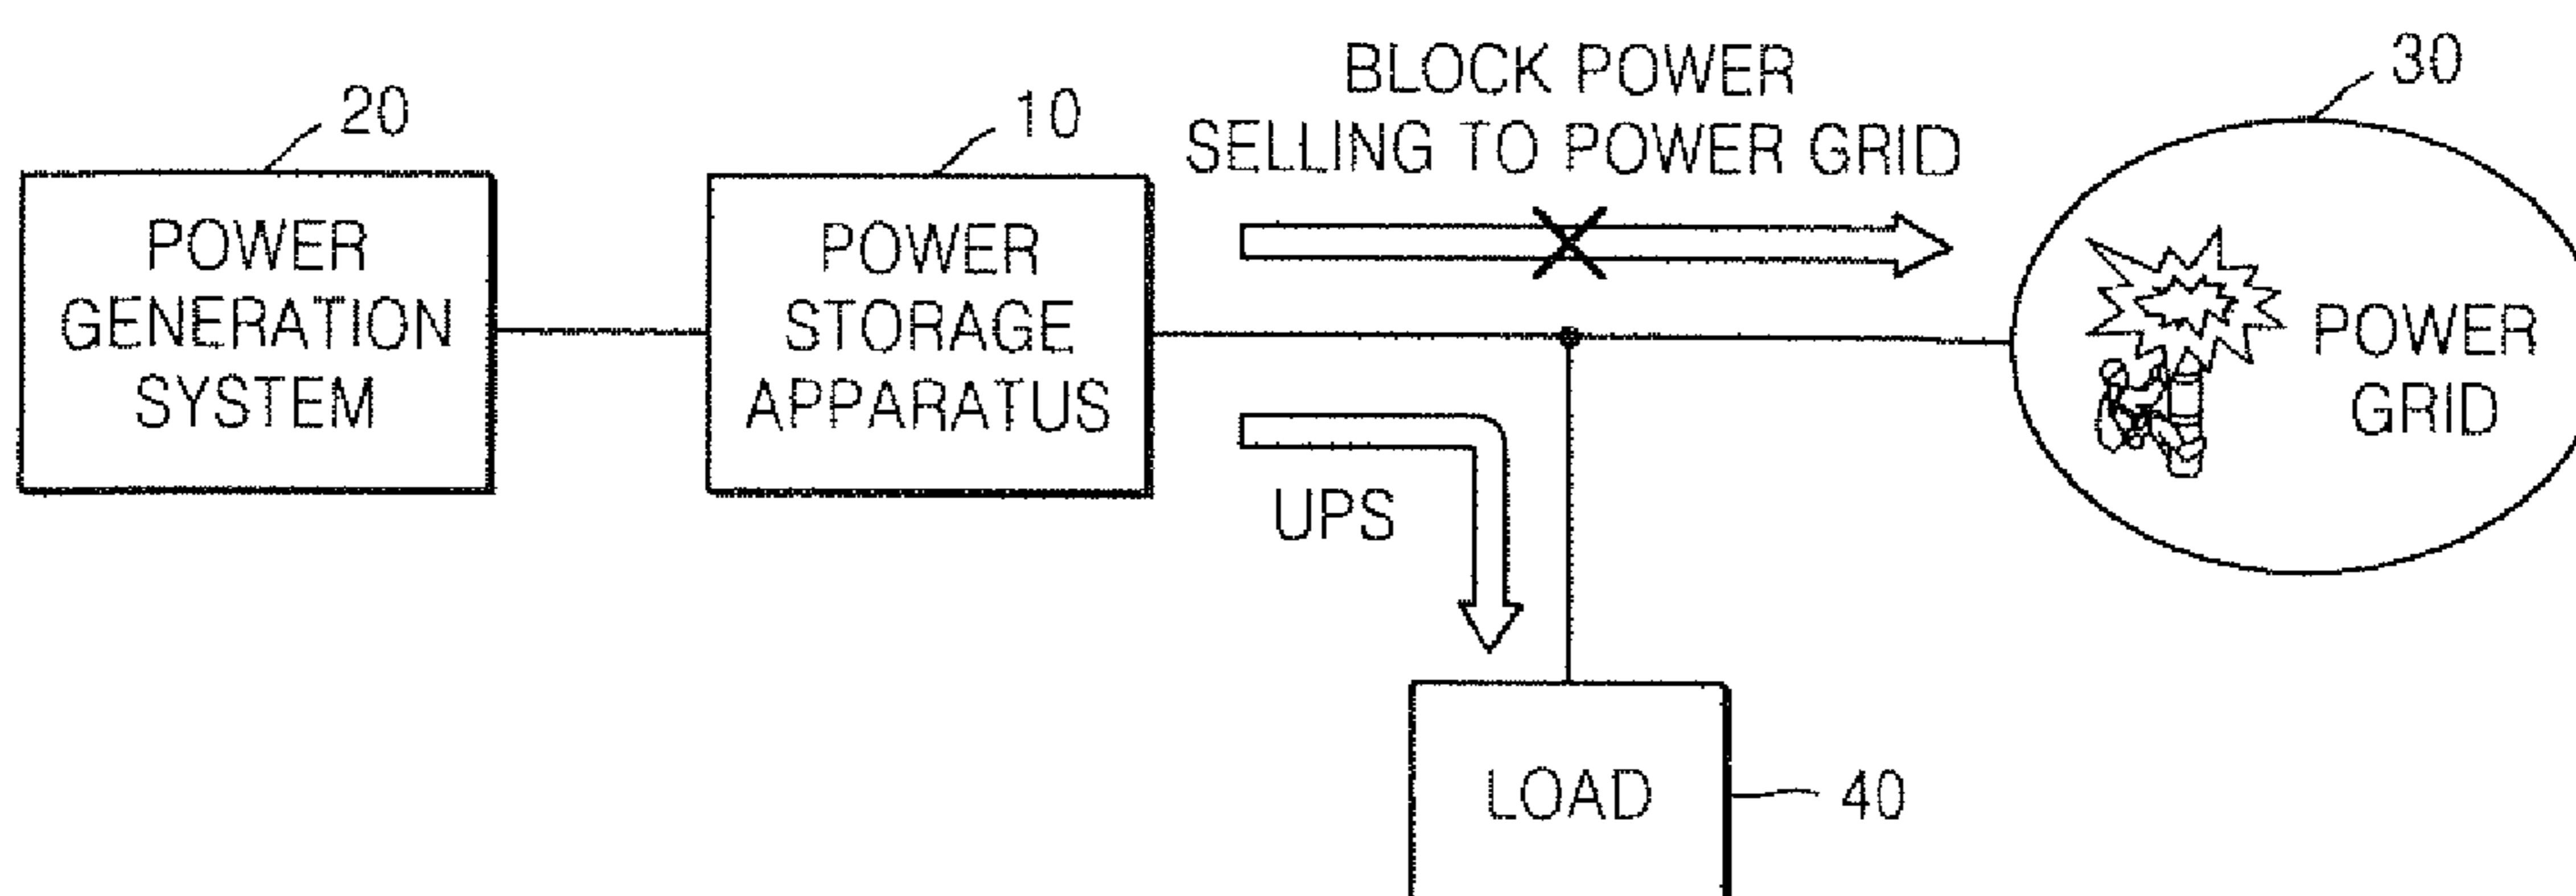 20
POWER
GENERATION
SYSTEM
10
POWER
STORAGE
APPARATUS
BLOCK POWER
SELLING TO POWER GRID
30
POWER
GRID
UPS
LOAD
40